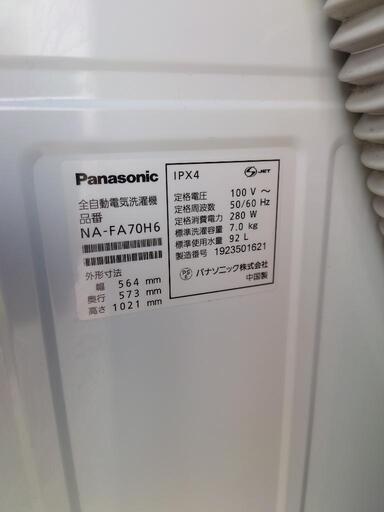 Panasonic
全自動電気洗濯機
品番
NA-FA70H6
外形寸法
幅 564 mm
奥行 573 mm
高さ 1021 mm
IPX4
JET
定格電圧 100 V ～
定格周波数 50/60 Hz
定格消費電力 280 W
標準洗濯容量 7.0 kg
標準使用水量 92 L
製造番号 1923501621
PS E パナソニック株式会社
中国製